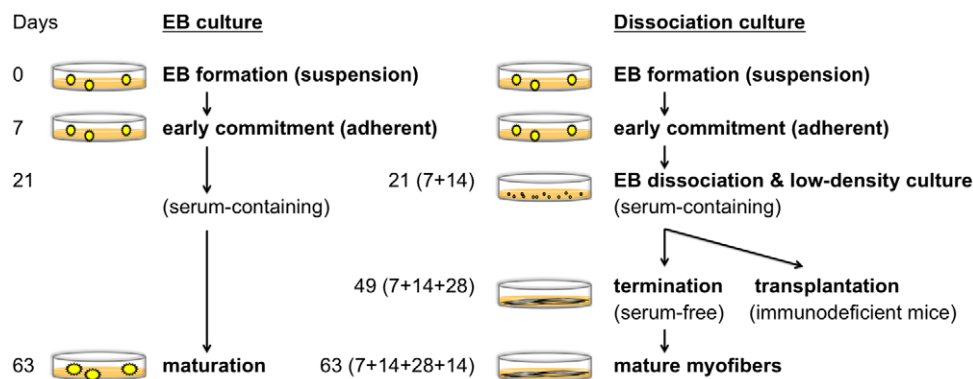 Days EB culture Dissociation culture
0 EB formation (suspension) EB formation (suspension)
7 early commitment (adherent) early commitment (adherent)
21 21 (7+14) EB dissociation & low-density culture
(serum-containing) (serum-containing)
49 (7+14+28) termination transplantation
(serum-free) (immunodeficient mice)
63 maturation 63 (7+14+28+14) mature myofibers